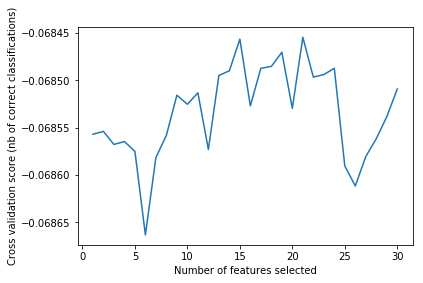 Cross validation score (nb of correct classifications)
−0.06845
−0.06850
−0.06855
−0.06860
−0.06865
0 5 10 15 20 25 30
Number of features selected